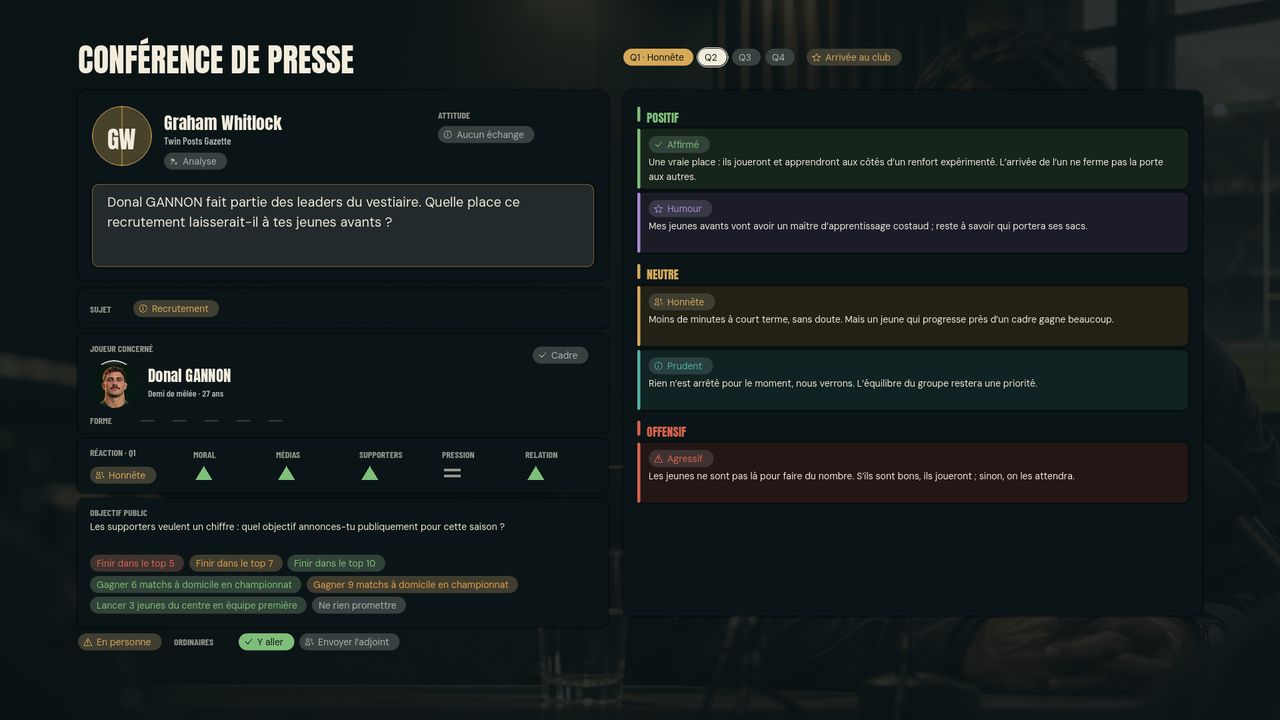 CONFÉRENCE DE PRESSE
Q1 · Honnête
Q2
Q3
Q4
Arrivée au club
GW
Graham Whitlock
Twin Posts Gazette
Analyse
ATTITUDE
Aucun échange
Donal GANNON fait partie des leaders du vestiaire. Quelle place ce
recrutement laisserait-il à tes jeunes avants ?
SUJET
Recrutement
JOUEUR CONCERNÉ
Cadre
Donal GANNON
Demi de mêlée · 27 ans
FORME
RÉACTION · Q1
Honnête
MORAL
MÉDIAS
SUPPORTERS
PRESSION
RELATION
OBJECTIF PUBLIC
Les supporters veulent un chiffre : quel objectif annonces-tu publiquement pour cette saison ?
Finir dans le top 5
Finir dans le top 7
Finir dans le top 10
Gagner 6 matchs à domicile en championnat
Gagner 9 matchs à domicile en championnat
Lancer 3 jeunes du centre en équipe première
Ne rien promettre
En personne
ORDINAIRES
Y aller
Envoyer l'adjoint
POSITIF
Affirmé
Une vraie place : ils joueront et apprendront aux côtés d'un renfort expérimenté. L'arrivée de l'un ne ferme pas la porte
aux autres.
Humour
Mes jeunes avants vont avoir un maître d'apprentissage costaud ; reste à savoir qui portera ses sacs.
NEUTRE
Honnête
Moins de minutes à court terme, sans doute. Mais un jeune qui progresse près d'un cadre gagne beaucoup.
Prudent
Rien n'est arrêté pour le moment, nous verrons. L'équilibre du groupe restera une priorité.
OFFENSIF
Agressif
Les jeunes ne sont pas là pour faire du nombre. S'ils sont bons, ils joueront ; sinon, on les attendra.